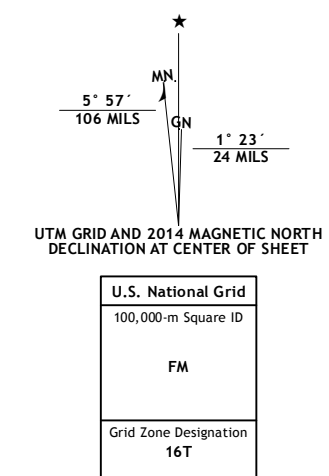 ★
MN.
5° 57´
106 MILS
GN
1° 23´
24 MILS
UTM GRID AND 2014 MAGNETIC NORTH
DECLINATION AT CENTER OF SHEET
U.S. National Grid
100,000-m Square ID
FM
Grid Zone Designation
16T